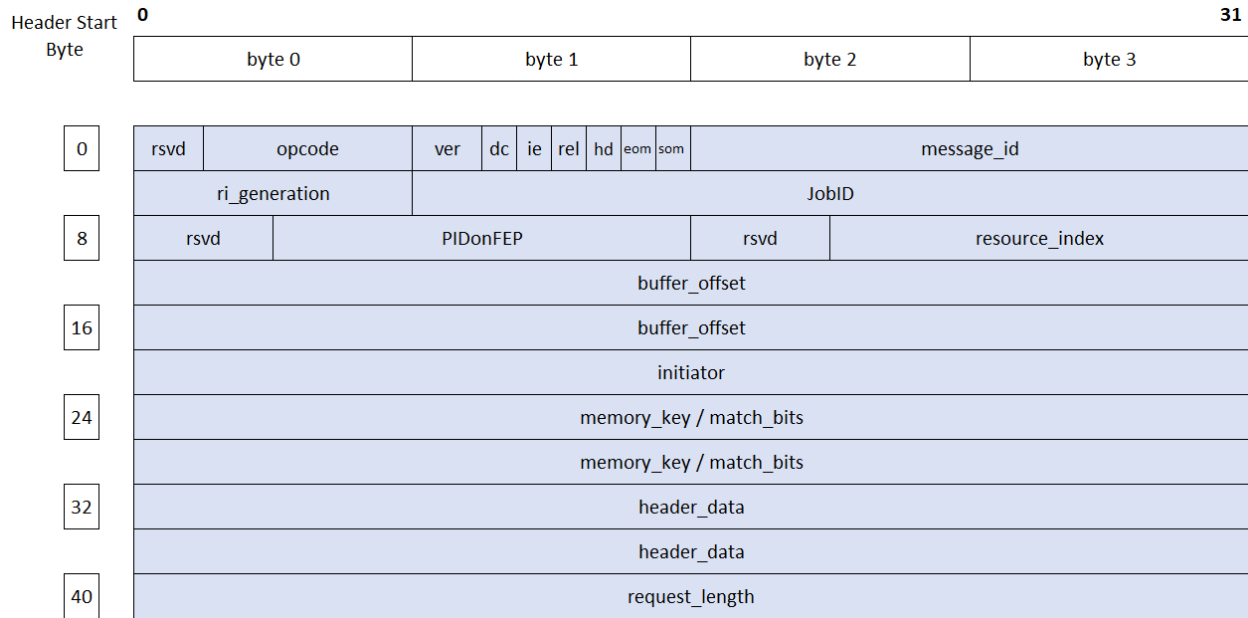 Header Start Byte 0 31
byte 0 byte 1 byte 2 byte 3
0 rsvd opcode ver dc ie rel hd eom som message_id
ri_generation JobID
8 rsvd PIDonFEP rsvd resource_index
buffer_offset
16 buffer_offset
initiator
24 memory_key / match_bits
memory_key / match_bits
32 header_data
header_data
40 request_length